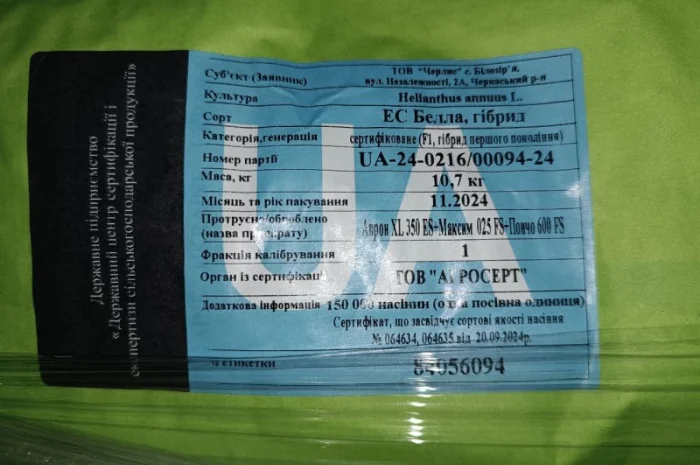 Державне підприємство
«Державний центр сертифікації і
експертизи сільськогосподарської продукції»
Суб'єкт (Заявник) ТОВ "Черлис" с. Білозір'я,
вул. Незалежності, 2А, Черкаський р-н
Культура Helianthus annuus L.
Сорт ЕС Белла, гібрид
Категорія,генерація сертифіковане (F1, гібрид першого покоління)
Номер партії UA-24-0216/00094-24
Маса, кг 10,7 кг
Місяць та рік пакування 11.2024
Протруєно/оброблено
(назва препарату) Апрон XL 350 ES+Максим 025 FS+Пончо 600 FS
Фракція калібрування 1
Орган із сертифікації ТОВ "АГРОСЕРТ"
Додаткова інформація 150 000 насінин (одна посівна одиниця)
Сертифікат, що засвідчує сортові якості насіння
№ 064634, 064635 від 20.09.2024р.
№ етикетки 84056094
UA